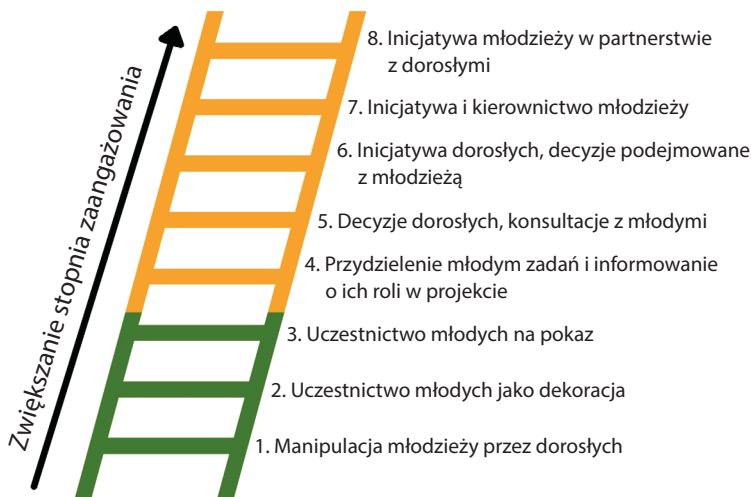 8. Inicjatywa młodzieży w partnerstwie
z dorosłymi
7. Inicjatywa i kierownictwo młodzieży
6. Inicjatywa dorosłych, decyzje podejmowane
z młodzieżą
5. Decyzje dorosłych, konsultacje z młodymi
4. Przydzielenie młodym zadań i informowanie
o ich roli w projekcie
3. Uczestnictwo młodych na pokaz
2. Uczestnictwo młodych jako dekoracja
1. Manipulacja młodzieży przez dorosłych
Zwiększanie stopnia zaangażowania